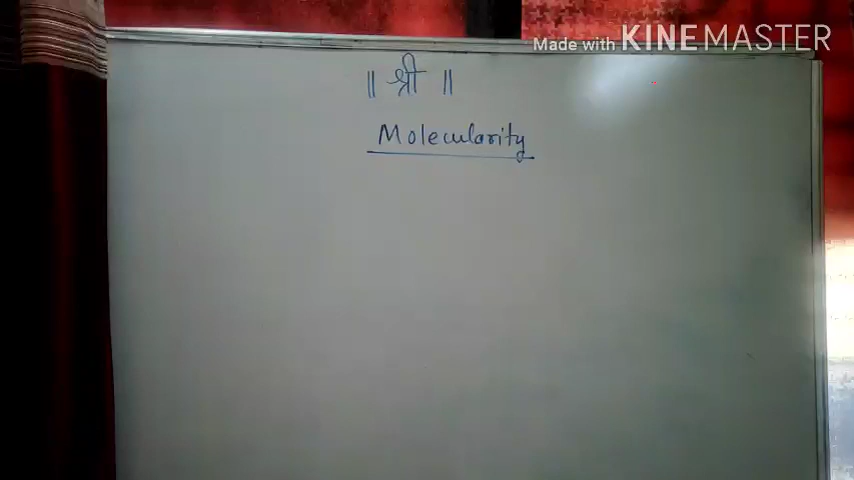 Made with KINEMASTER
॥ श्री ॥
Molecularity